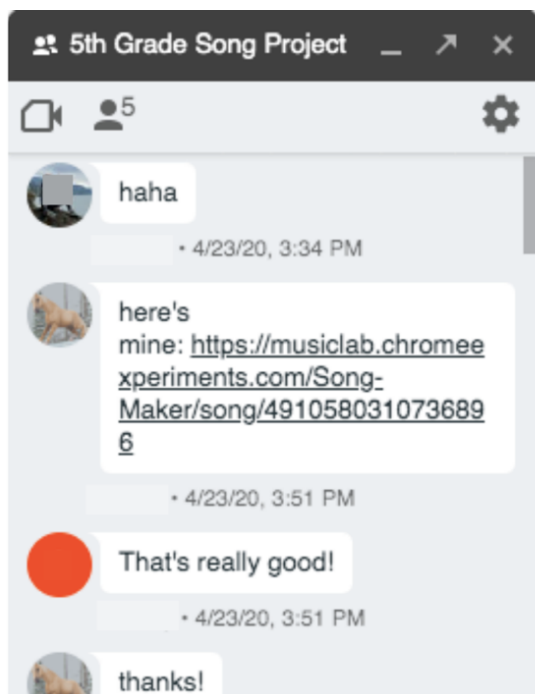 5th Grade Song Project
5
haha
• 4/23/20, 3:34 PM
here's
mine: https://musiclab.chromee
xperiments.com/Song-
Maker/song/491058031073689
6
• 4/23/20, 3:51 PM
That's really good!
• 4/23/20, 3:51 PM
thanks!